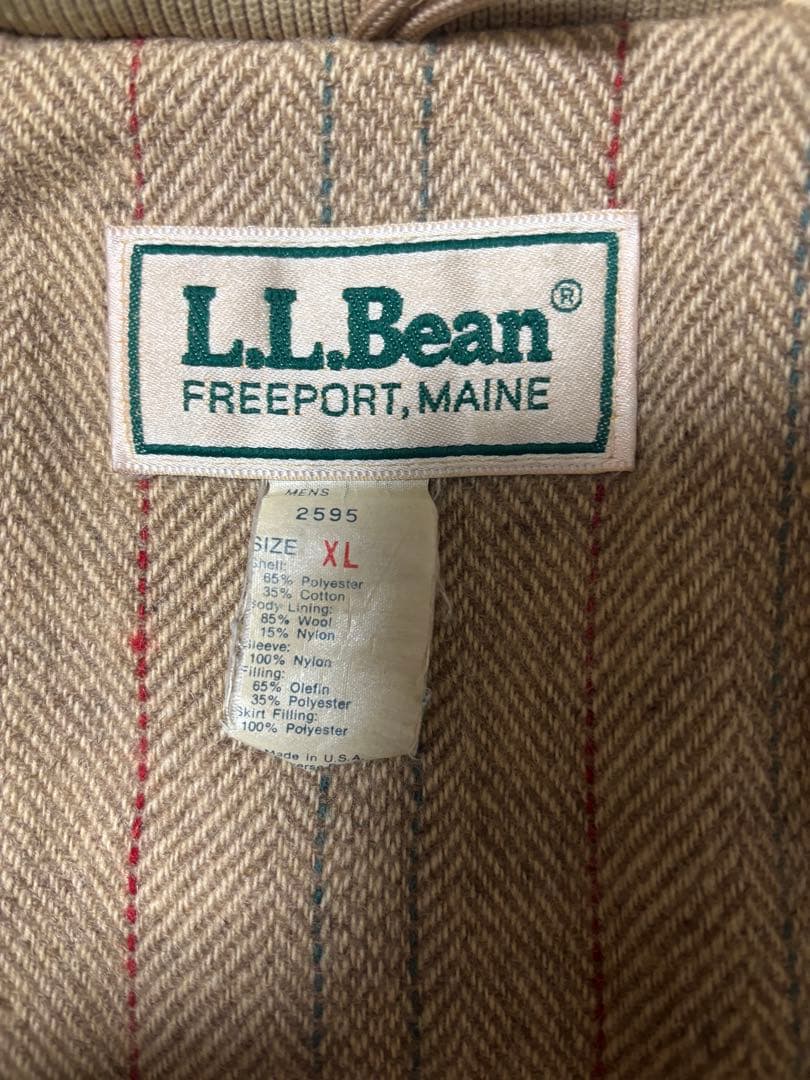 L.L.Bean®
FREEPORT, MAINE
MENS
2595
SIZE XL
Shell:
65% Polyester
35% Cotton
Body Lining:
85% Wool
15% Nylon
Sleeve:
100% Nylon
Filling:
65% Olefin
35% Polyester
Skirt Filling:
100% Polyester
Made in U.S.A.